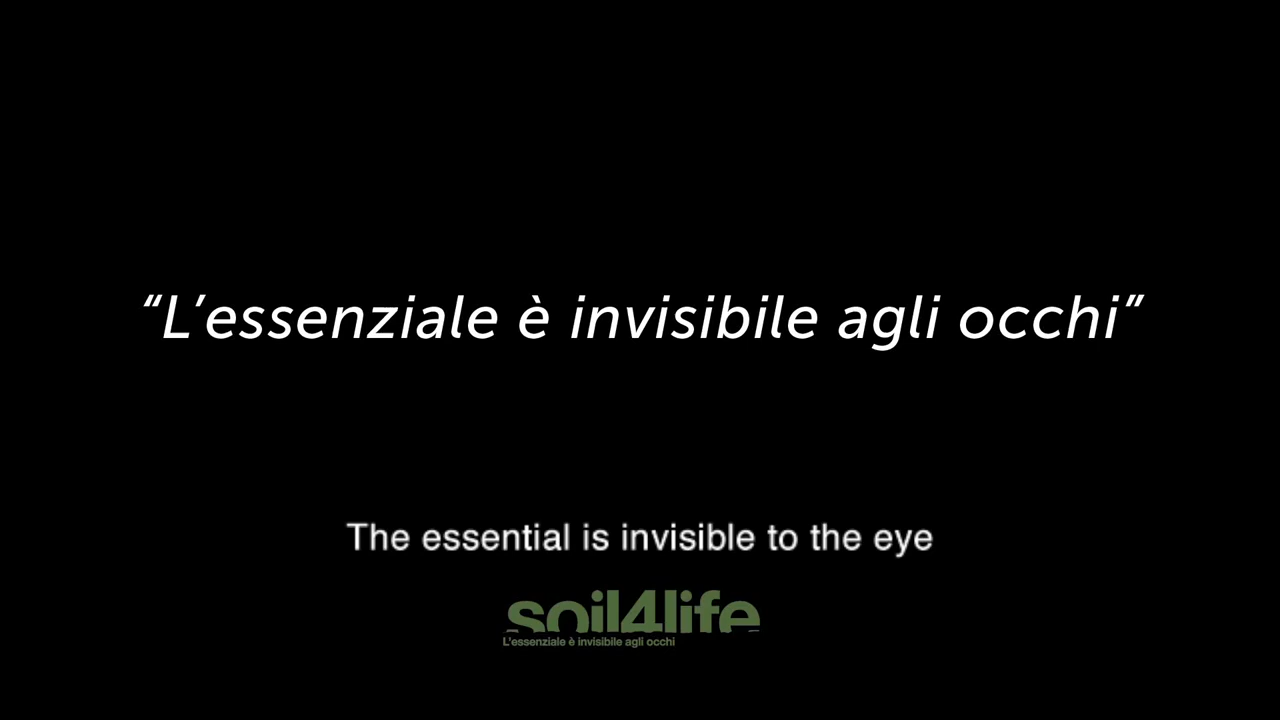 “L’essenziale è invisibile agli occhi”
The essential is invisible to the eye
soil4life
L'essenziale è invisibile agli occhi